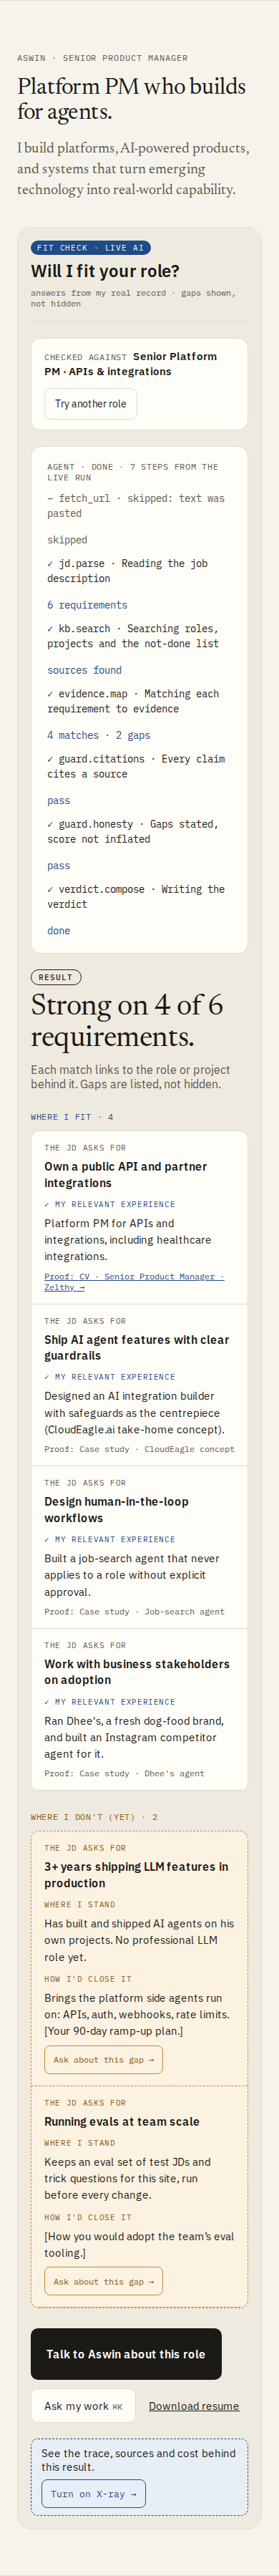 ASWIN · SENIOR PRODUCT MANAGER
Platform PM who builds
for agents.
I build platforms, AI-powered products,
and systems that turn emerging
technology into real-world capability.
FIT CHECK · LIVE AI
Will I fit your role?
answers from my real record · gaps shown,
not hidden
CHECKED AGAINST Senior Platform
PM · APIs & integrations
Try another role
AGENT · DONE · 7 STEPS FROM THE
LIVE RUN
– fetch_url · skipped: text was
pasted
skipped
✓ jd.parse · Reading the job
description
6 requirements
✓ kb.search · Searching roles,
projects and the not-done list
sources found
✓ evidence.map · Matching each
requirement to evidence
4 matches · 2 gaps
✓ guard.citations · Every claim
cites a source
pass
✓ guard.honesty · Gaps stated,
score not inflated
pass
✓ verdict.compose · Writing the
verdict
done
RESULT
Strong on 4 of 6
requirements.
Each match links to the role or project
behind it. Gaps are listed, not hidden.
WHERE I FIT · 4
THE JD ASKS FOR
Own a public API and partner
integrations
✓ MY RELEVANT EXPERIENCE
Platform PM for APIs and
integrations, including healthcare
integrations.
Proof: CV · Senior Product Manager ·
Zelthy →
THE JD ASKS FOR
Ship AI agent features with clear
guardrails
✓ MY RELEVANT EXPERIENCE
Designed an AI integration builder
with safeguards as the centrepiece
(CloudEagle.ai take-home concept).
Proof: Case study · CloudEagle concept
THE JD ASKS FOR
Design human-in-the-loop
workflows
✓ MY RELEVANT EXPERIENCE
Built a job-search agent that never
applies to a role without explicit
approval.
Proof: Case study · Job-search agent
THE JD ASKS FOR
Work with business stakeholders
on adoption
✓ MY RELEVANT EXPERIENCE
Ran Dhee's, a fresh dog-food brand,
and built an Instagram competitor
agent for it.
Proof: Case study · Dhee's agent
WHERE I DON'T (YET) · 2
THE JD ASKS FOR
3+ years shipping LLM features in
production
WHERE I STAND
Has built and shipped AI agents on his
own projects. No professional LLM
role yet.
HOW I'D CLOSE IT
Brings the platform side agents run
on: APIs, auth, webhooks, rate limits.
[Your 90-day ramp-up plan.]
Ask about this gap →
THE JD ASKS FOR
Running evals at team scale
WHERE I STAND
Keeps an eval set of test JDs and
trick questions for this site, run
before every change.
HOW I'D CLOSE IT
[How you would adopt the team's eval
tooling.]
Ask about this gap →
Talk to Aswin about this role
Ask my work ⌘K
Download resume
See the trace, sources and cost behind
this result.
Turn on X-ray →